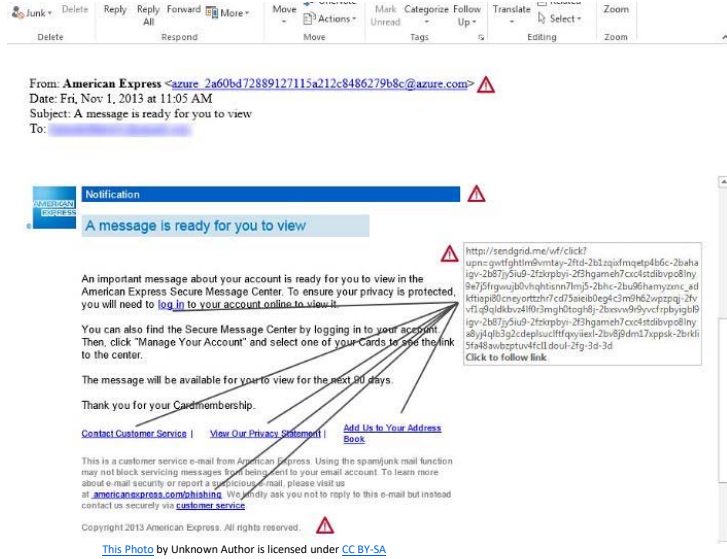 Junk
Delete
Reply
Reply All
Forward
More
Move
OneNote
Actions
Mark Unread
Categorize
Follow Up
Translate
Related
Select
Zoom
Delete
Respond
Move
Tags
Editing
Zoom
From: American Express <azure_2a60bd72889127115a212c8486279b8c@azure.com>
Date: Fri, Nov 1, 2013 at 11:05 AM
Subject: A message is ready for you to view
To:
AMERICAN EXPRESS
Notification
A message is ready for you to view
An important message about your account is ready for you to view in the
American Express Secure Message Center. To ensure your privacy is protected,
you will need to log in to your account online to view it.
You can also find the Secure Message Center by logging in to your account.
Then, click "Manage Your Account" and select one of your Cards to see the link
to the center.
The message will be available for you to view for the next 90 days.
Thank you for your Cardmembership.
Contact Customer Service | View Our Privacy Statement | Add Us to Your Address
Book
This is a customer service e-mail from American Express. Using the spam/junk mail function
may not block servicing messages from being sent to your email account. To learn more
about e-mail security or report a suspicious e-mail, please visit us
at americanexpress.com/phishing. We kindly ask you not to reply to this e-mail but instead
contact us securely via customer service
Copyright 2013 American Express. All rights reserved.
http://sendgrid.me/wf/click?
Click to follow link
This Photo by Unknown Author is licensed under CC BY-SA